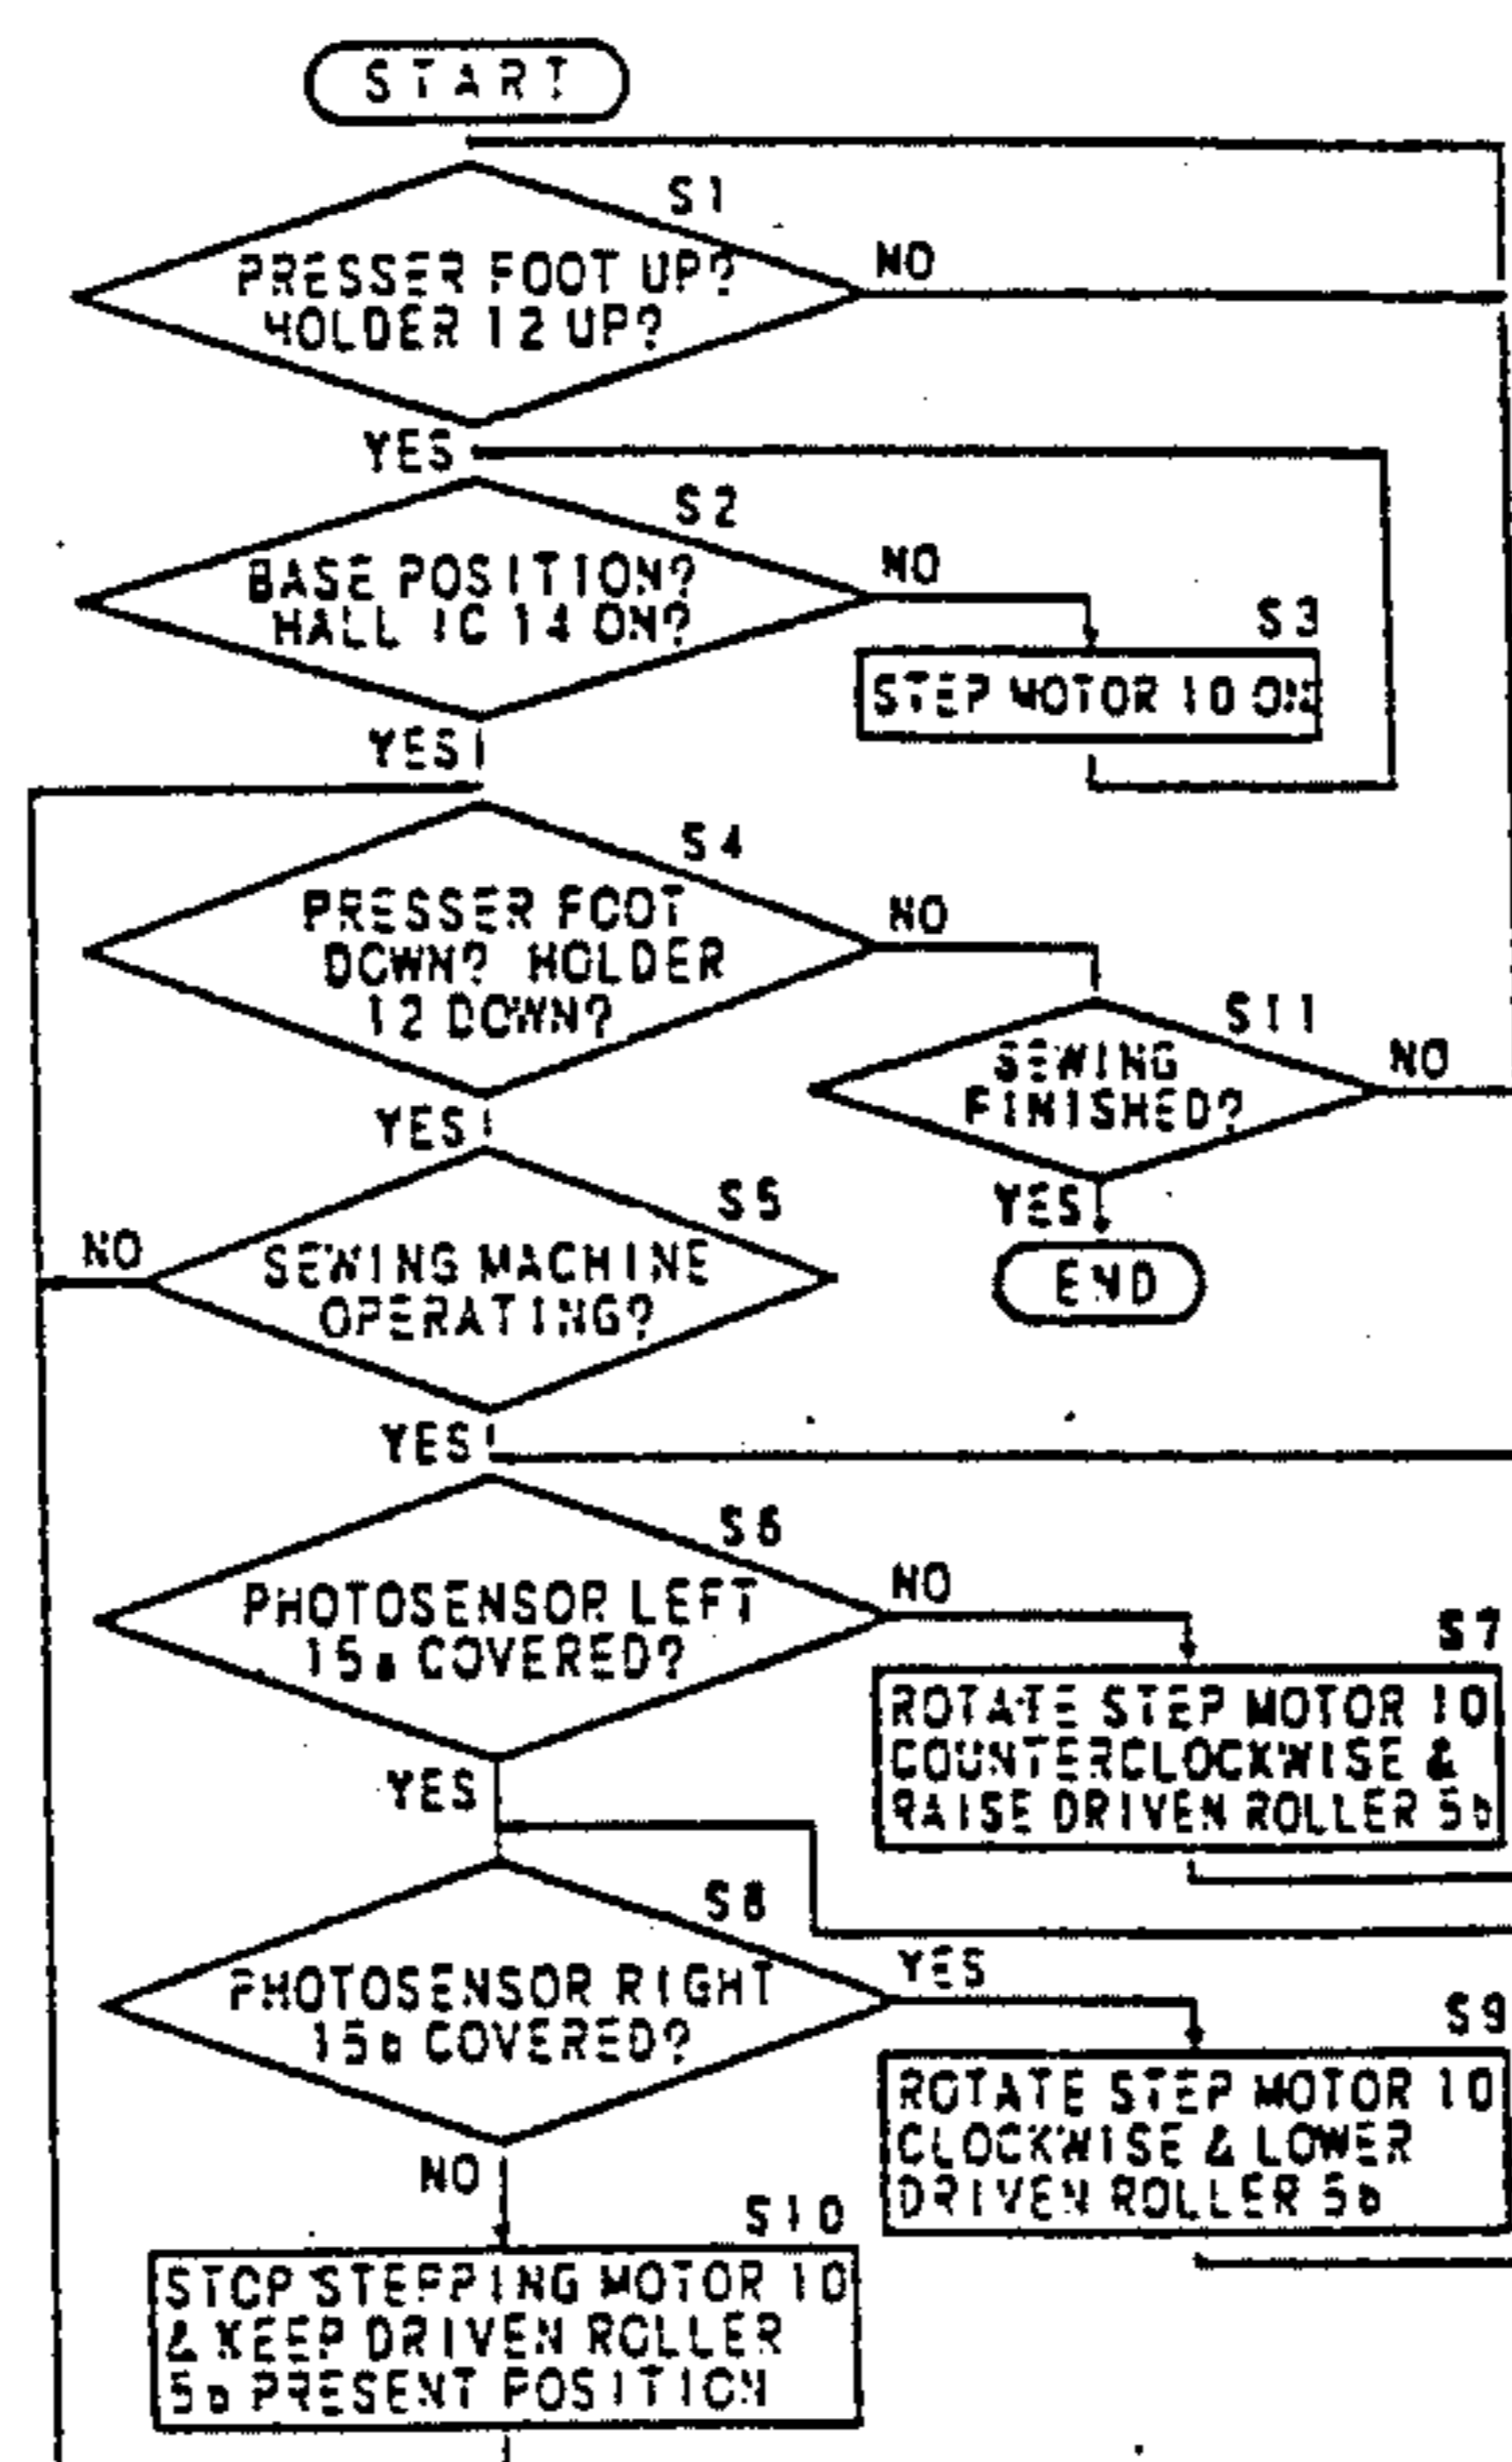 START
S1
PRESSER FOOT UP?
HOLDER 12 UP?
NO
YES
S2
BASE POSITION?
HALL IC 14 ON?
NO
S3
STEP MOTOR 10 ON
YES
S4
PRESSER FOOT
DOWN? HOLDER
12 DOWN?
NO
S11
SEWING
FINISHED?
NO
YES
YES
END
S5
SEWING MACHINE
OPERATING?
NO
YES
S6
PHOTOSENSOR LEFT
15a COVERED?
NO
S7
ROTATE STEP MOTOR 10
COUNTERCLOCKWISE &
RAISE DRIVEN ROLLER 5b
YES
S8
PHOTOSENSOR RIGHT
15b COVERED?
YES
S9
ROTATE STEP MOTOR 10
CLOCKWISE & LOWER
DRIVEN ROLLER 5b
NO
S10
STOP STEPPING MOTOR 10
& KEEP DRIVEN ROLLER
5b PRESENT POSITION